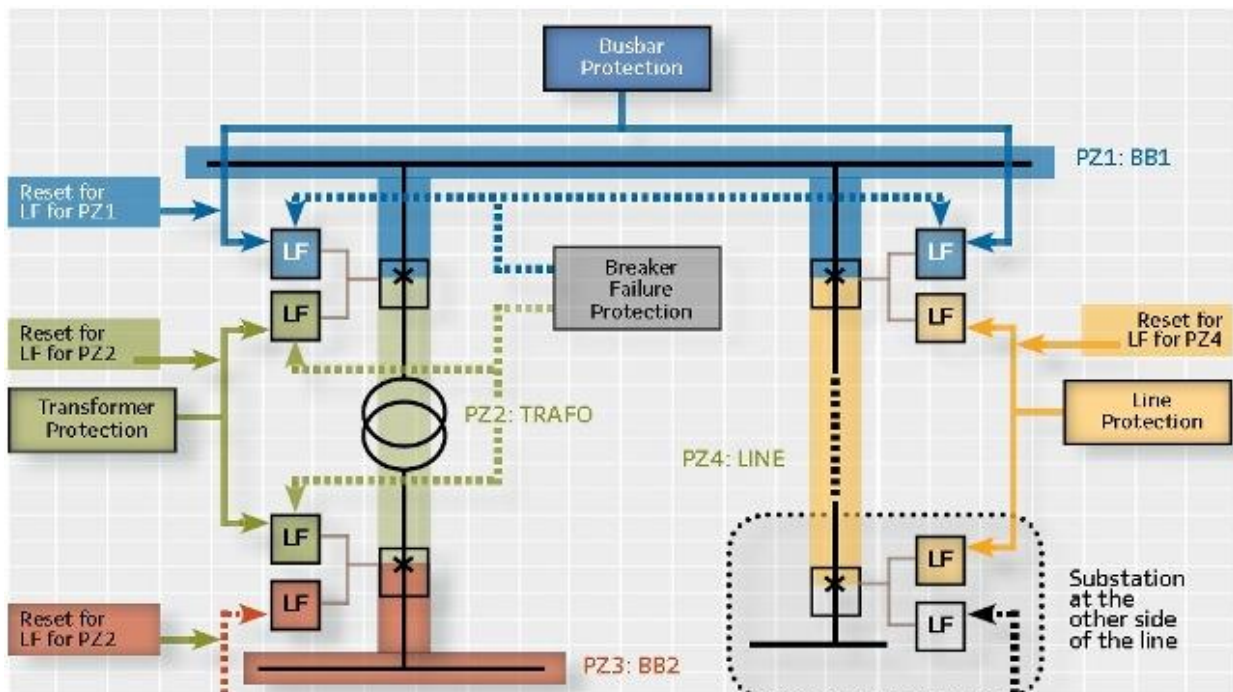 Busbar
Protection
PZ1: BB1
Reset for
LF for PZ1
LF
LF
Breaker
Failure
Protection
LF
LF
Reset for
LF for PZ2
Reset for
LF for PZ4
Transformer
Protection
PZ2: TRAFO
Line
Protection
PZ4: LINE
LF
LF
Substation
at the
other side
of the line
LF
LF
Reset for
LF for PZ2
PZ3: BB2